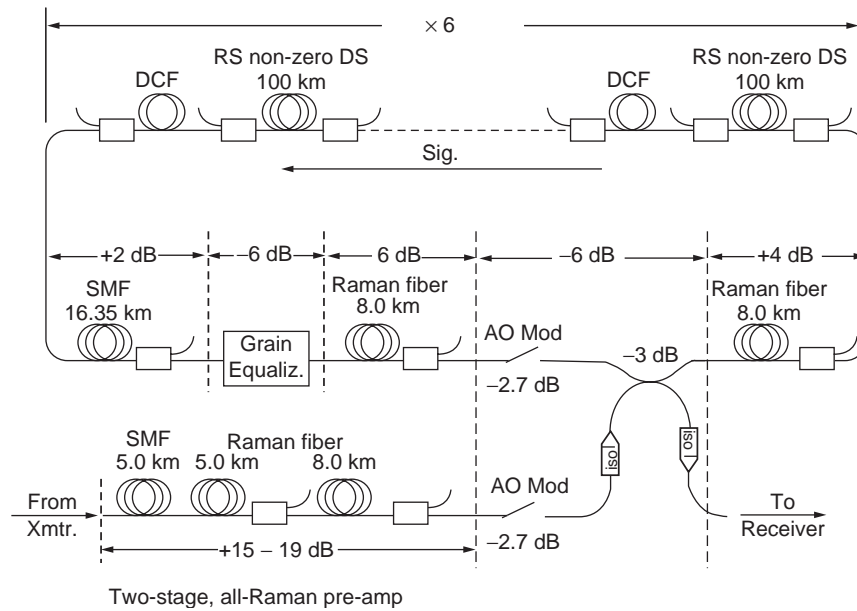 × 6
RS non-zero DS
100 km
DCF
DCF
RS non-zero DS
100 km
Sig.
+2 dB
–6 dB
6 dB
–6 dB
+4 dB
SMF
16.35 km
Grain
Equaliz.
Raman fiber
8.0 km
AO Mod
–2.7 dB
–3 dB
Raman fiber
8.0 km
SMF
5.0 km
Raman fiber
5.0 km
8.0 km
iso
iso
From
Xmtr.
AO Mod
–2.7 dB
To
Receiver
+15 – 19 dB
Two-stage, all-Raman pre-amp